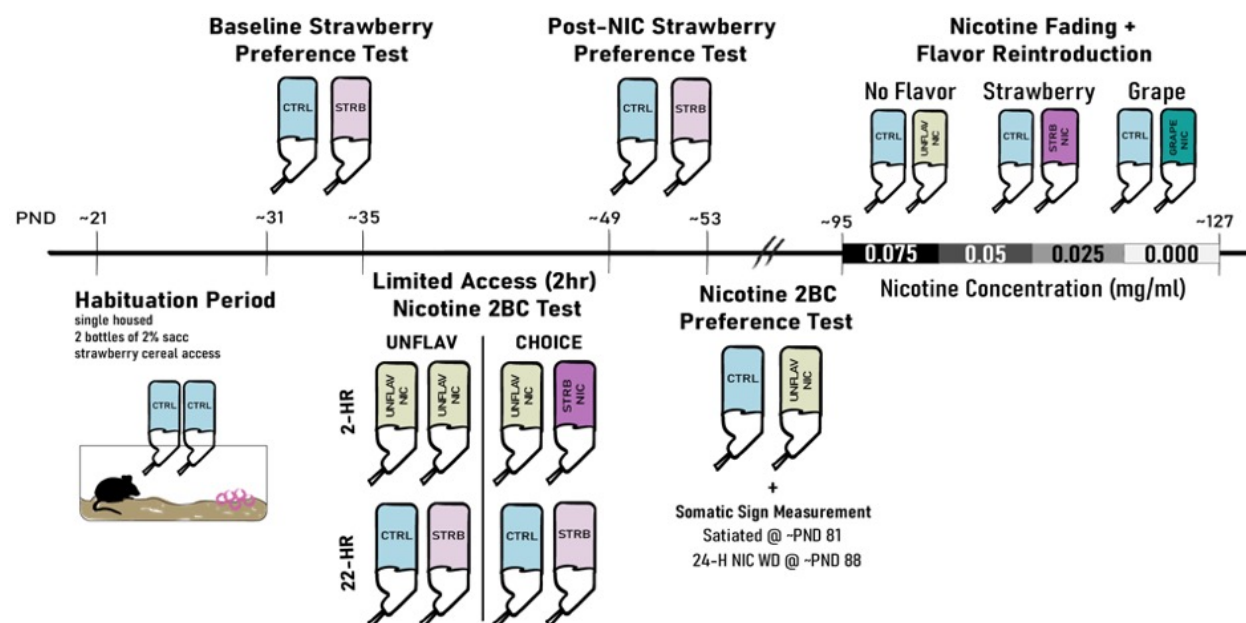 Baseline Strawberry
Preference Test
CTRL
STRB
Post-NIC Strawberry
Preference Test
CTRL
STRB
Nicotine Fading +
Flavor Reintroduction
No Flavor
Strawberry
Grape
CTRL
UNFLAV
NIC
CTRL
STRB
NIC
CTRL
GRAPE
NIC
PND ~21 ~31 ~35 ~49 ~53 ~95 ~127
0.075 0.05 0.025 0.000
Nicotine Concentration (mg/ml)
Habituation Period
single housed
2 bottles of 2% sacc
strawberry cereal access
CTRL
CTRL
Limited Access (2hr)
Nicotine 2BC Test
UNFLAV
CHOICE
2-HR
UNFLAV
NIC
UNFLAV
NIC
UNFLAV
NIC
STRB
NIC
22-HR
CTRL
STRB
CTRL
STRB
Nicotine 2BC
Preference Test
CTRL
UNFLAV
NIC
+
Somatic Sign Measurement
Satiated @ ~PND 81
24-H NIC WD @ ~PND 88